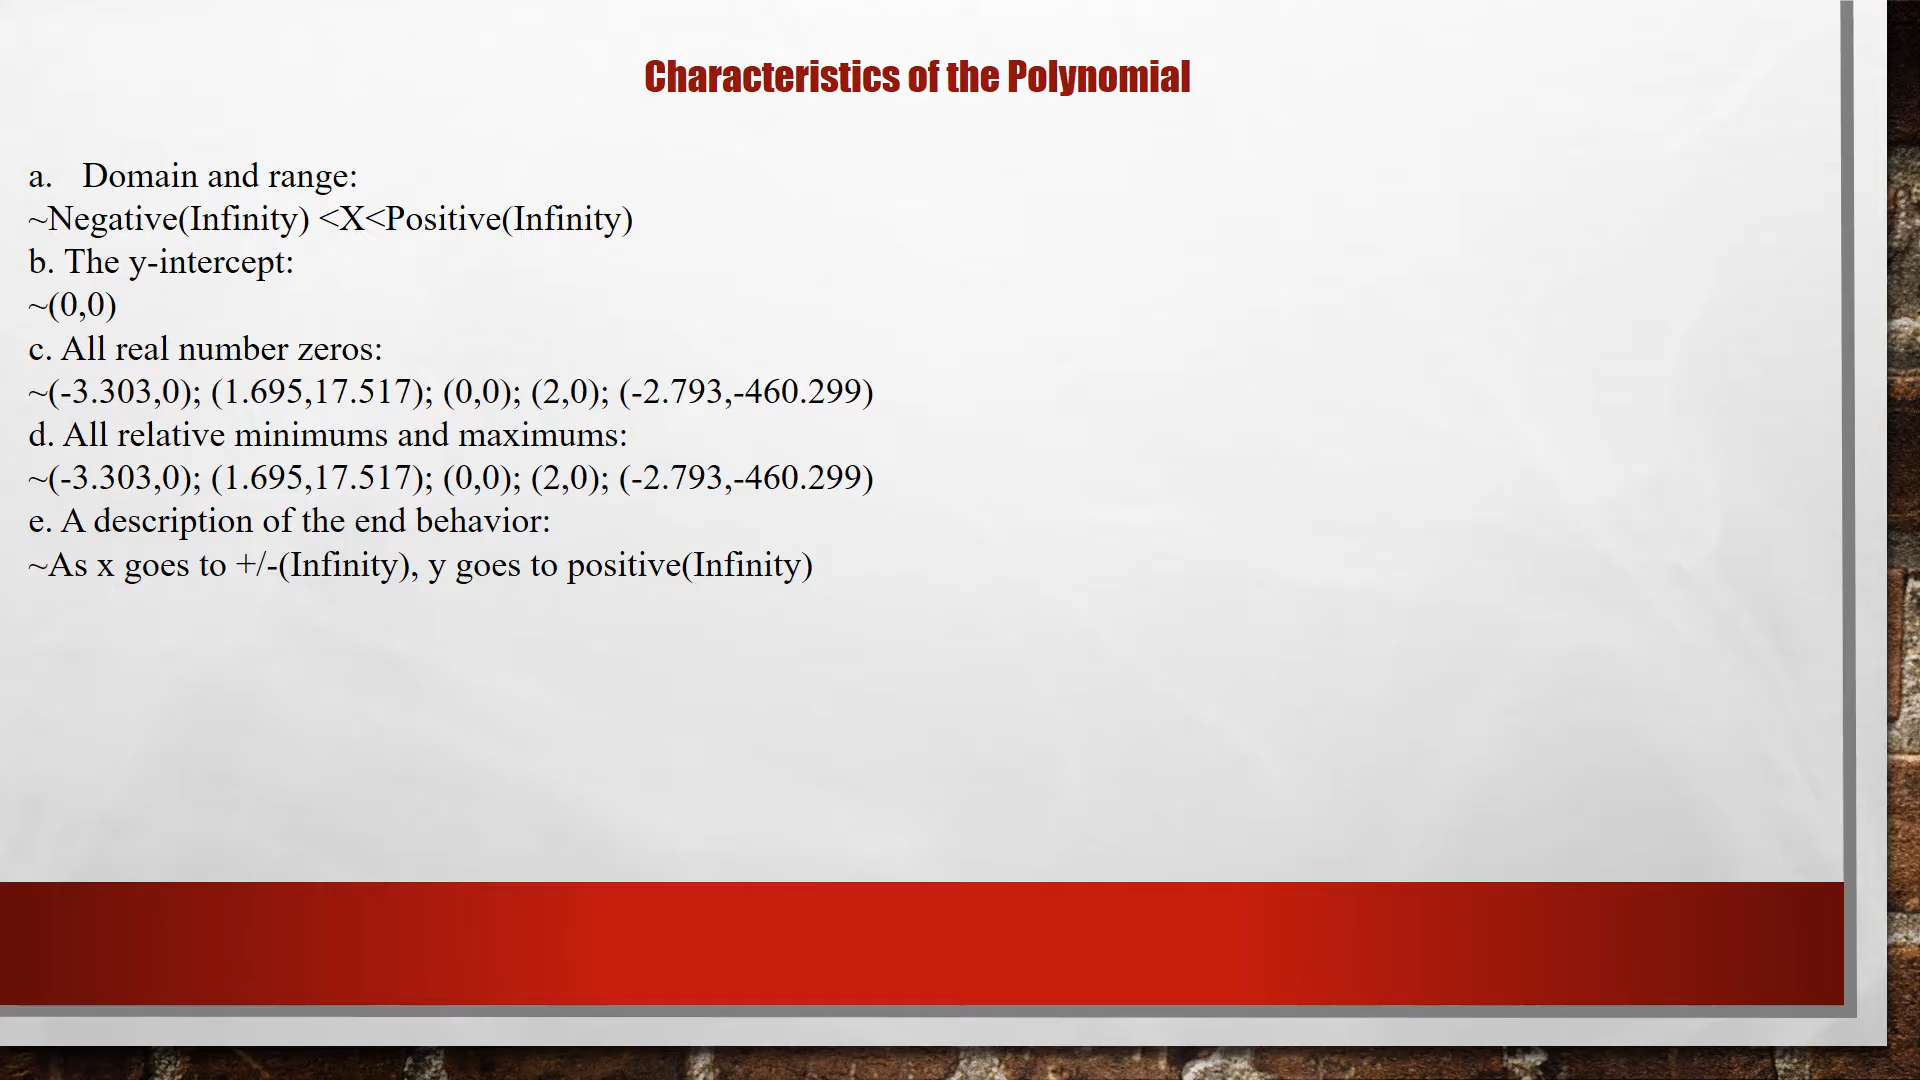 Characteristics of the Polynomial
a. Domain and range:
~Negative(Infinity) <X<Positive(Infinity)
b. The y-intercept:
~(0,0)
c. All real number zeros:
~(-3.303,0); (1.695,17.517); (0,0); (2,0); (-2.793,-460.299)
d. All relative minimums and maximums:
~(-3.303,0); (1.695,17.517); (0,0); (2,0); (-2.793,-460.299)
e. A description of the end behavior:
~As x goes to +/-(Infinity), y goes to positive(Infinity)